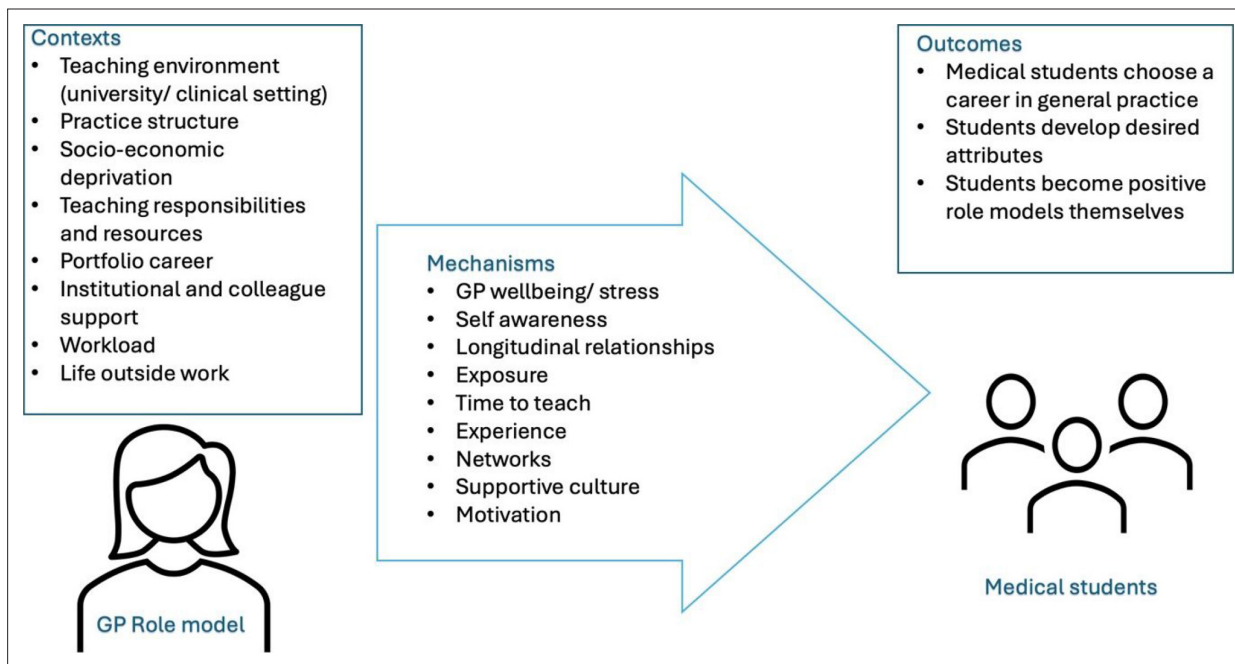 Contexts
• Teaching environment
(university/ clinical setting)
• Practice structure
• Socio-economic
deprivation
• Teaching responsibilities
and resources
• Portfolio career
• Institutional and colleague
support
• Workload
• Life outside work
GP Role model
Mechanisms
• GP wellbeing/ stress
• Self awareness
• Longitudinal relationships
• Exposure
• Time to teach
• Experience
• Networks
• Supportive culture
• Motivation
Outcomes
• Medical students choose a
career in general practice
• Students develop desired
attributes
• Students become positive
role models themselves
Medical students